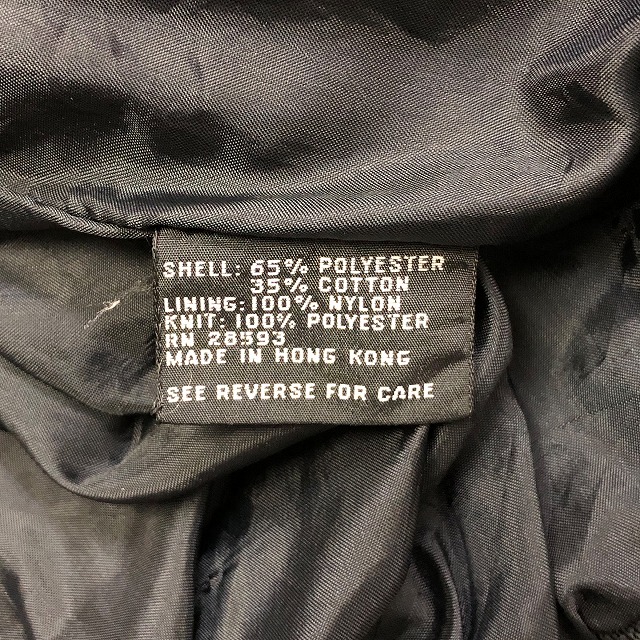 SHELL: 65% POLYESTER
35% COTTON
LINING: 100% NYLON
KNIT: 100% POLYESTER
RN 28593
MADE IN HONG KONG
SEE REVERSE FOR CARE